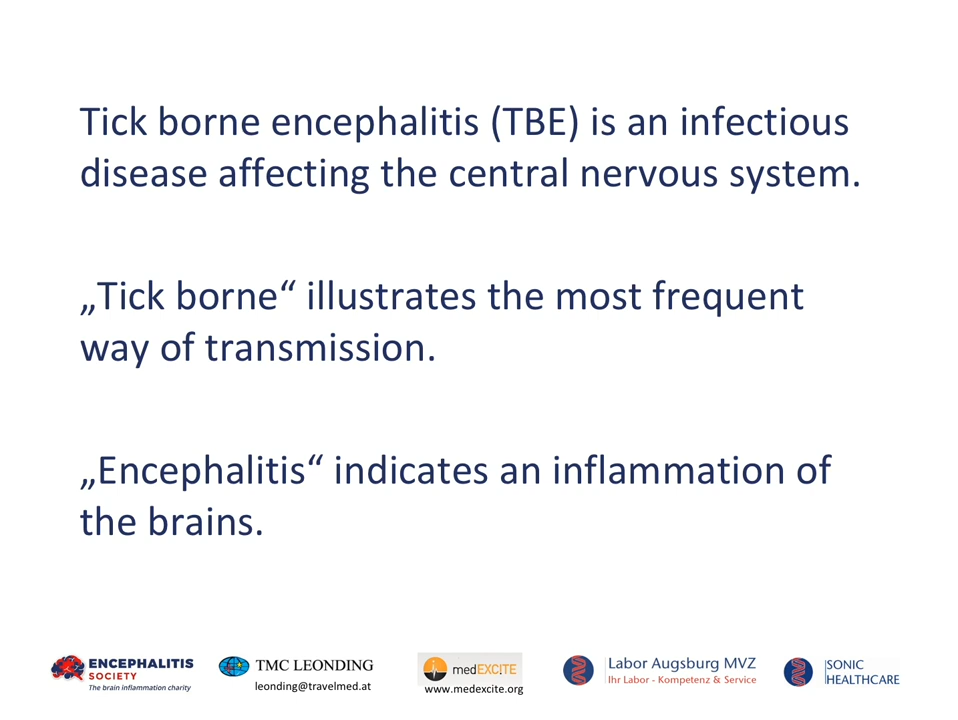 Tick borne encephalitis (TBE) is an infectious
disease affecting the central nervous system.
„Tick borne“ illustrates the most frequent
way of transmission.
„Encephalitis“ indicates an inflammation of
the brains.
ENCEPHALITIS
SOCIETY
The brain inflammation charity
TMC LEONDING
leonding@travelmed.at
medEXCITE
www.medexcite.org
Labor Augsburg MVZ
Ihr Labor - Kompetenz & Service
SONIC
HEALTHCARE